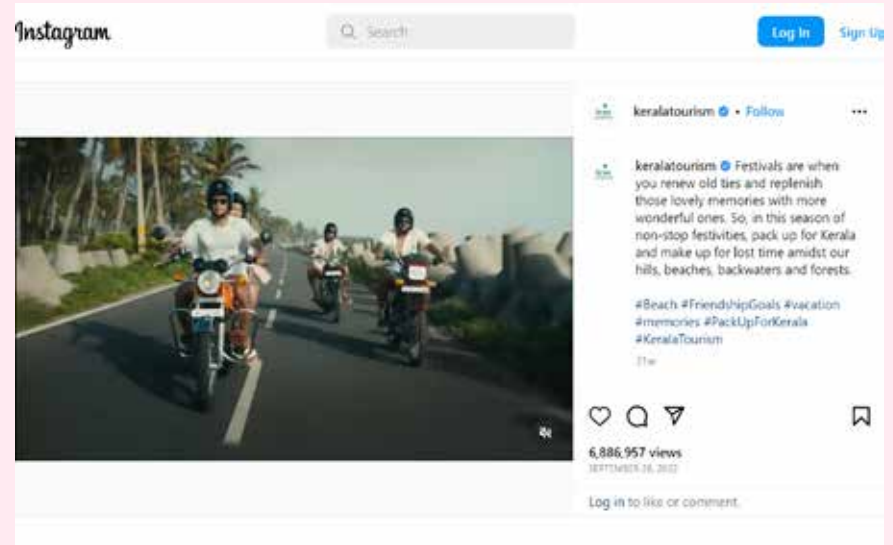 Instagram
Search
Log In
Sign Up
keralatourism • Follow
keralatourism Festivals are when
you renew old ties and replenish
those lovely memories with more
wonderful ones. So, in this season of
non-stop festivities, pack up for Kerala
and make up for lost time amidst our
hills, beaches, backwaters and forests.
#Beach #FriendshipGoals #vacation
#memories #PackUpForKerala
#KeralaTourism
6,886,957 views
Log in to like or comment.